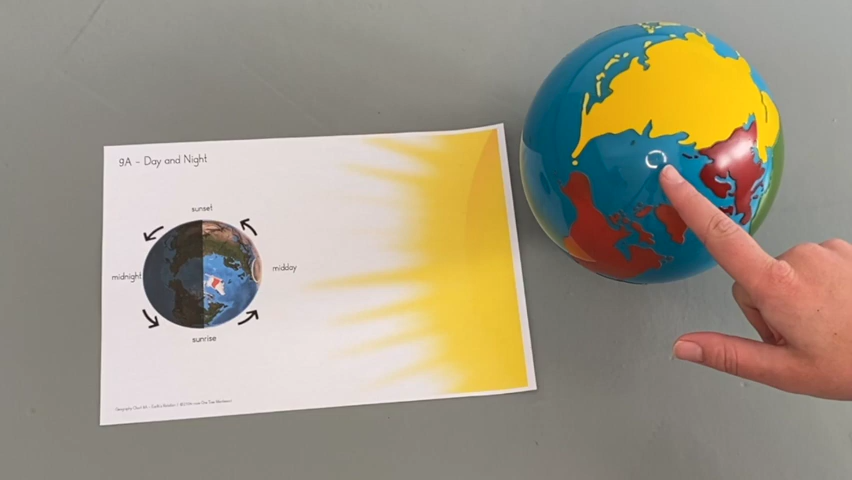 9A - Day and Night
sunset
midnight
midday
sunrise